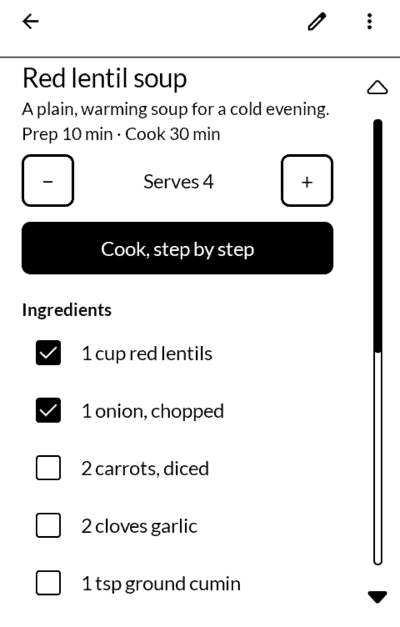 Red lentil soup
A plain, warming soup for a cold evening.
Prep 10 min · Cook 30 min
− Serves 4 +
Cook, step by step
Ingredients
1 cup red lentils
1 onion, chopped
2 carrots, diced
2 cloves garlic
1 tsp ground cumin